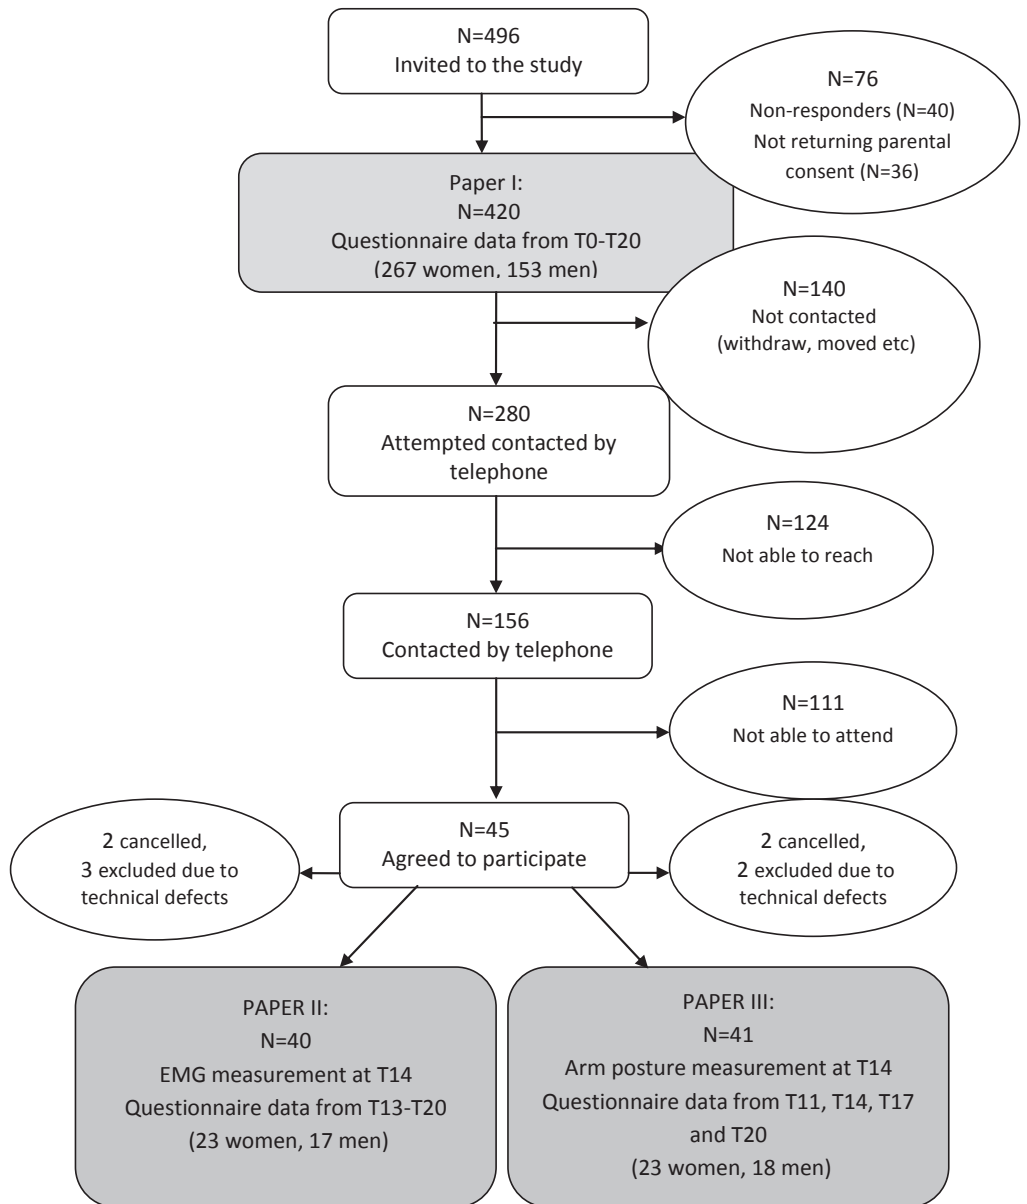 N=496
Invited to the study
N=76
Non-responders (N=40)
Not returning parental
consent (N=36)
Paper I:
N=420
Questionnaire data from T0-T20
(267 women, 153 men)
N=140
Not contacted
(withdraw, moved etc)
N=280
Attempted contacted by
telephone
N=124
Not able to reach
N=156
Contacted by telephone
N=111
Not able to attend
2 cancelled,
3 excluded due to
technical defects
N=45
Agreed to participate
2 cancelled,
2 excluded due to
technical defects
PAPER II:
N=40
EMG measurement at T14
Questionnaire data from T13-T20
(23 women, 17 men)
PAPER III:
N=41
Arm posture measurement at T14
Questionnaire data from T11, T14, T17
and T20
(23 women, 18 men)